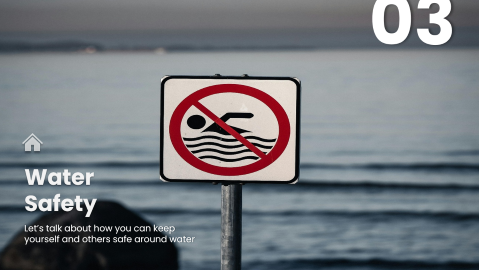 03
Water
Safety
Let's talk about how you can keep
yourself and others safe around water